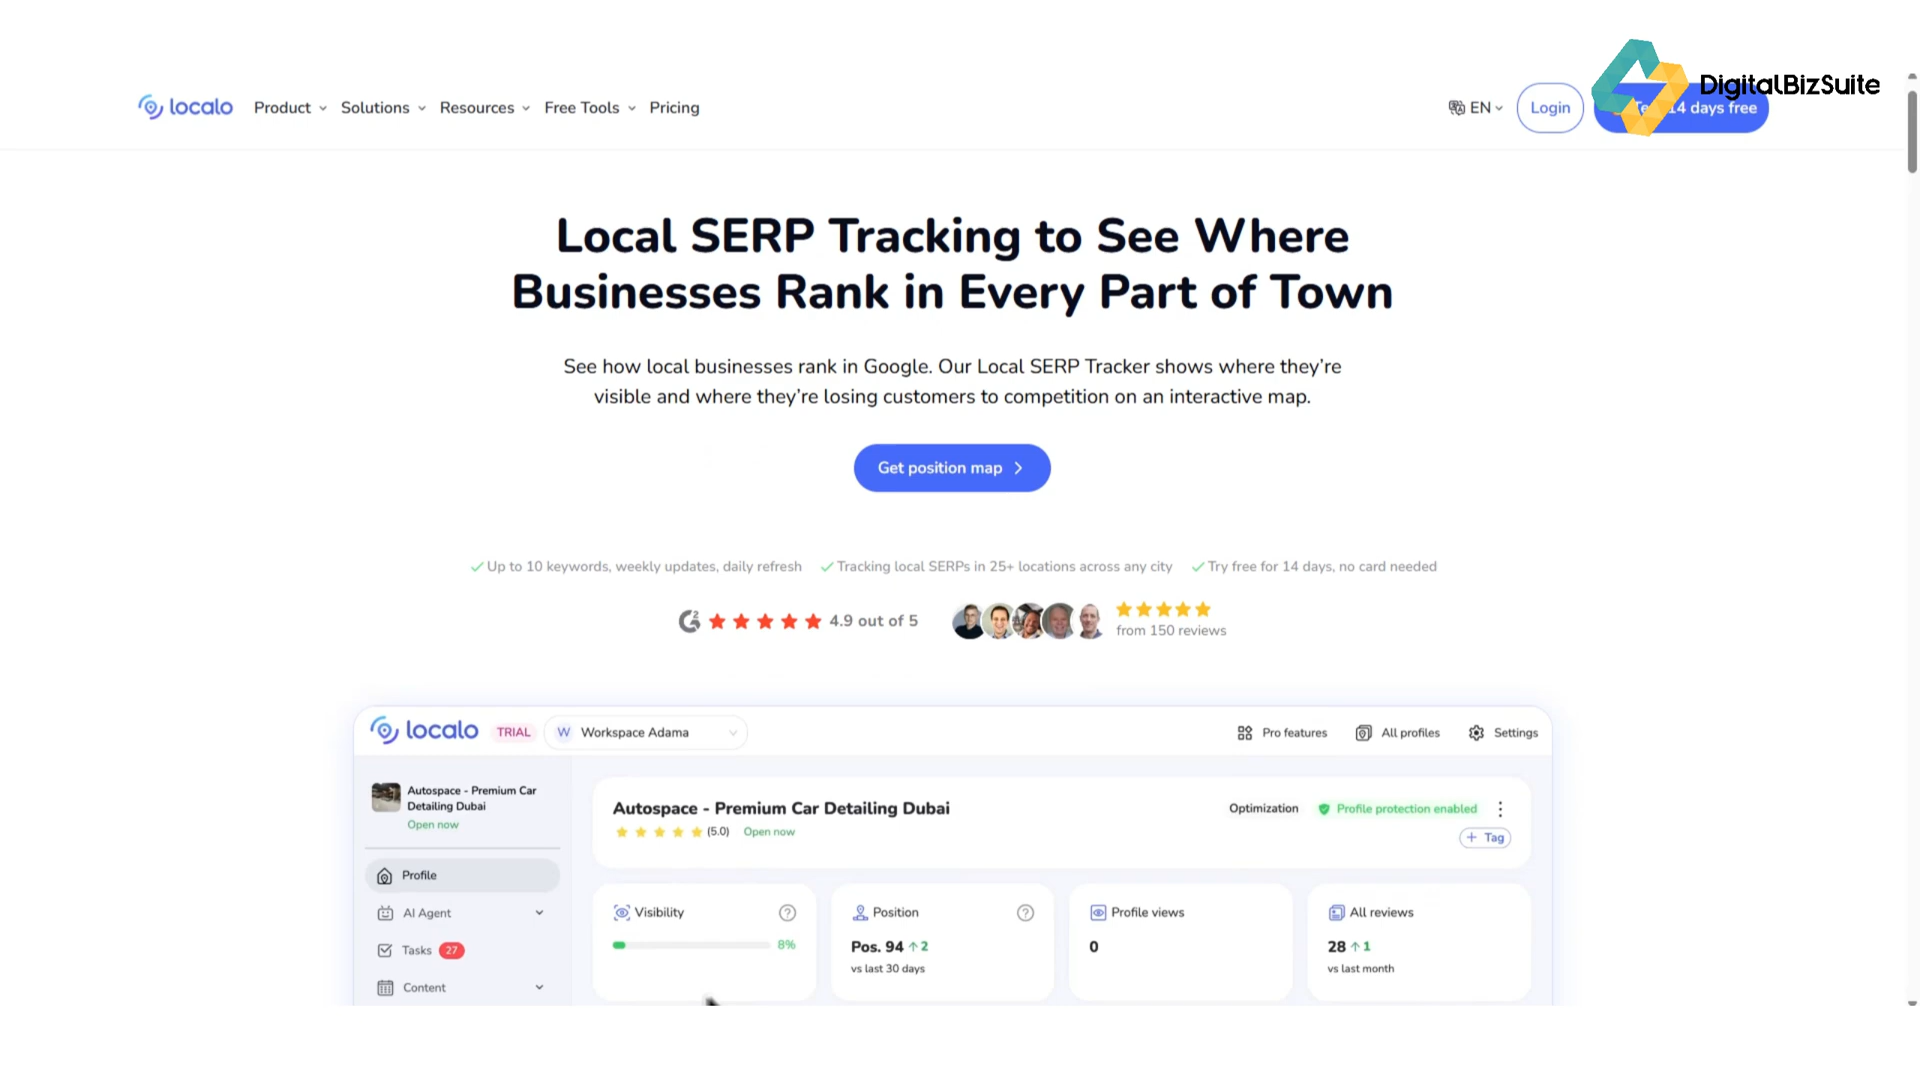 localo
Product
Solutions
Resources
Free Tools
Pricing
EN
Login
14 days free
DigitalBizSuite
Local SERP Tracking to See Where
Businesses Rank in Every Part of Town
See how local businesses rank in Google. Our Local SERP Tracker shows where they’re
visible and where they’re losing customers to competition on an interactive map.
Get position map
Up to 10 keywords, weekly updates, daily refresh
Tracking local SERPs in 25+ locations across any city
Try free for 14 days, no card needed
4.9 out of 5
from 150 reviews
localo
TRIAL
W Workspace Adama
Pro features
All profiles
Settings
Autospace - Premium Car
Detailing Dubai
Open now
Autospace - Premium Car Detailing Dubai
(5.0) Open now
Optimization
Profile protection enabled
+ Tag
Profile
AI Agent
Tasks 27
Content
Visibility
8%
Position
Pos. 94 ↑2
vs last 30 days
Profile views
0
All reviews
28 ↑1
vs last month